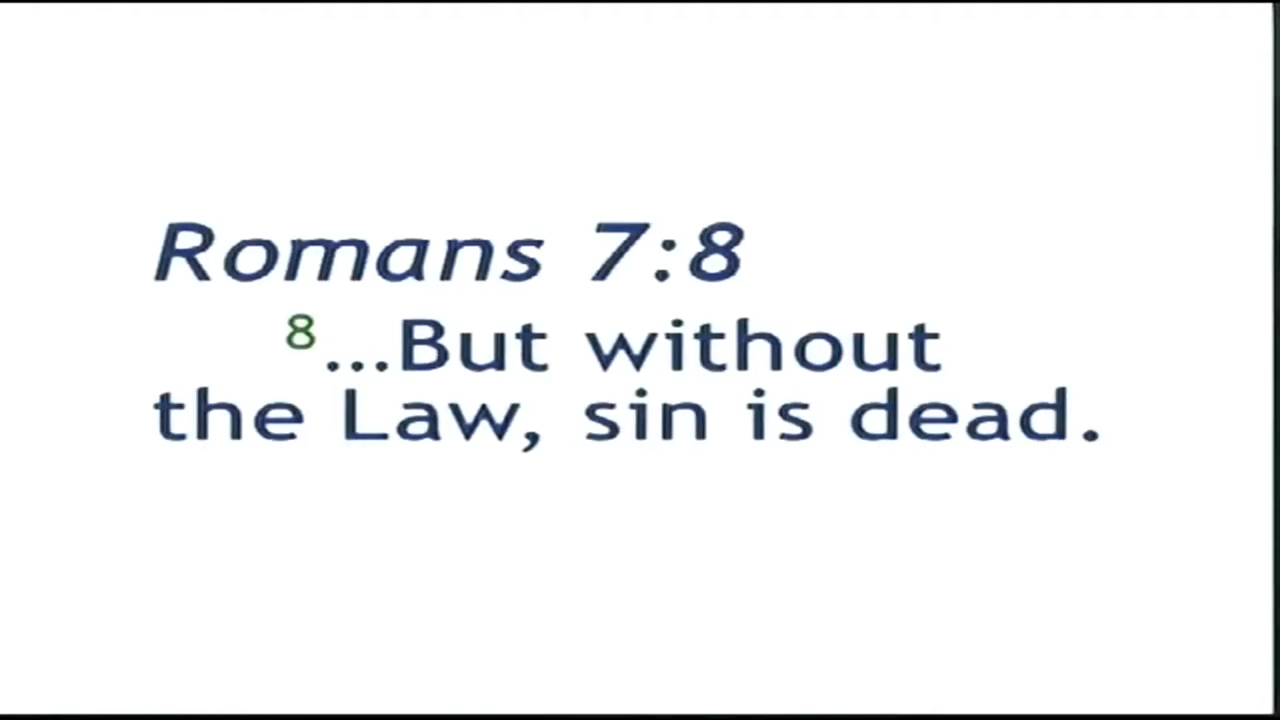 Romans 7:8
8...But without
the Law, sin is dead.